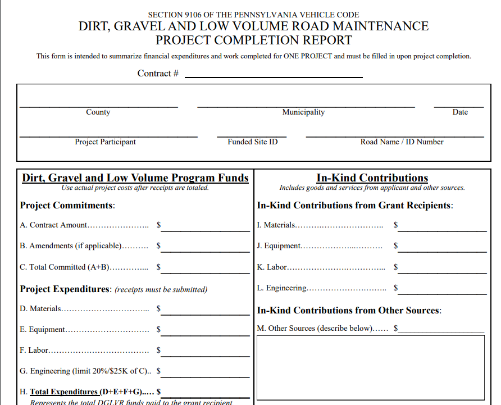 SECTION 9106 OF THE PENNSYLVANIA VEHICLE CODE
DIRT, GRAVEL AND LOW VOLUME ROAD MAINTENANCE
PROJECT COMPLETION REPORT
This form is intended to summarize financial expenditures and work completed for ONE PROJECT and must be filled in upon project completion.
Contract #
County Municipality Date
Project Participant Funded Site ID Road Name / ID Number
Dirt, Gravel and Low Volume Program Funds
Use actual project costs after receipts are totaled.
Project Commitments:
A. Contract Amount………………….. $
B. Amendments (if applicable)……… $
C. Total Committed (A+B)………….. $
Project Expenditures: (receipts must be submitted)
D. Materials………………………….. $
E. Equipment………………………… $
F. Labor……………………………… $
G. Engineering (limit 20%/$25K of C).. $
H. Total Expenditures (D+E+F+G)..… $
Represents the total DGLVR funds paid to the grant recipient
In-Kind Contributions
Includes goods and services from applicant and other sources.
In-Kind Contributions from Grant Recipients:
I. Materials…………………………… $
J. Equipment………………………… $
K. Labor……………………………… $
L. Engineering……………………… $
In-Kind Contributions from Other Sources:
M. Other Sources (describe below)…… $